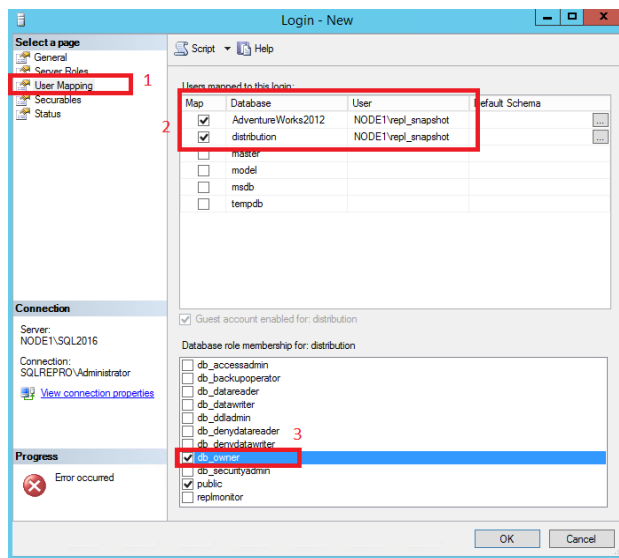 Login - New
Select a page
General
Server Roles
User Mapping
Securables
Status
1
Script
Help
Users mapped to this login:
Map Database User Default Schema
2
AdventureWorks2012 NODE1\repl_snapshot ...
distribution NODE1\repl_snapshot ...
master
model
msdb
tempdb
Connection
Server:
NODE1\SQL2016
Connection:
SQLREPRO\Administrator
View connection properties
Progress
Error occurred
Guest account enabled for: distribution
Database role membership for: distribution
db_accessadmin
db_backupoperator
db_datareader
db_datawriter
db_ddladmin
db_denydatareader
db_denydatawriter
3
db_owner
db_securityadmin
public
replmonitor
OK Cancel